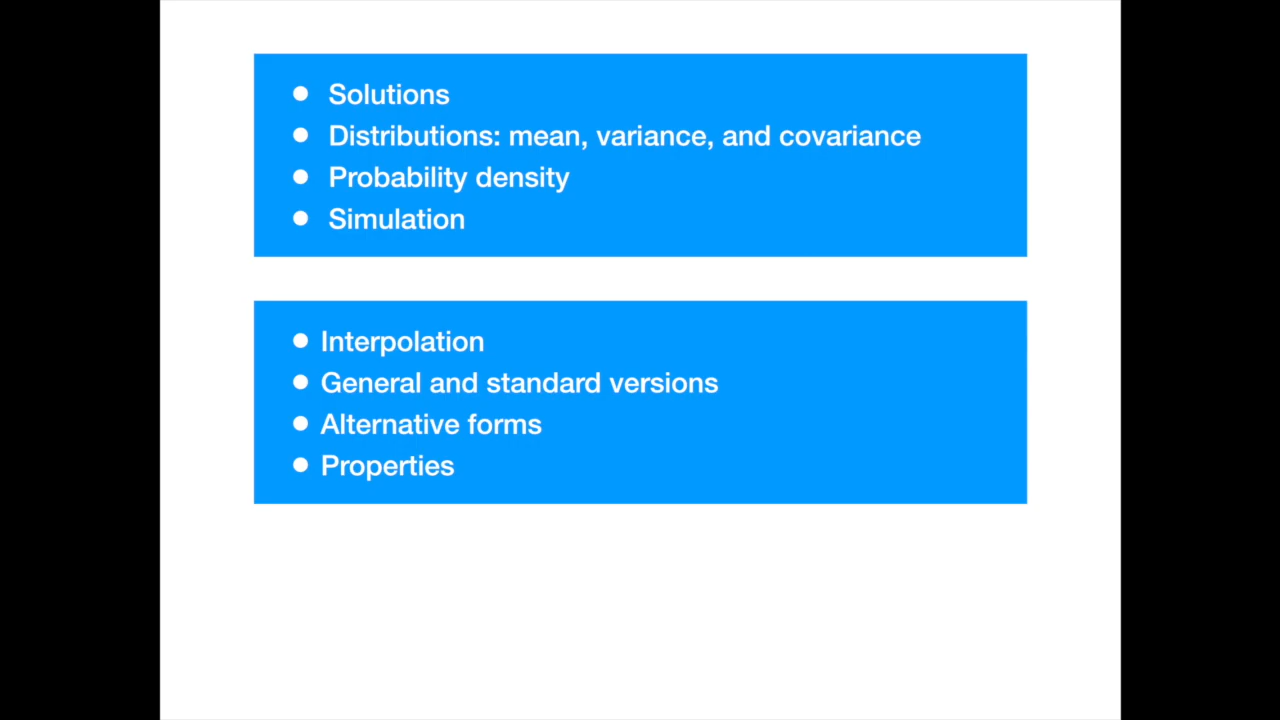 ● Solutions
● Distributions: mean, variance, and covariance
● Probability density
● Simulation
● Interpolation
● General and standard versions
● Alternative forms
● Properties